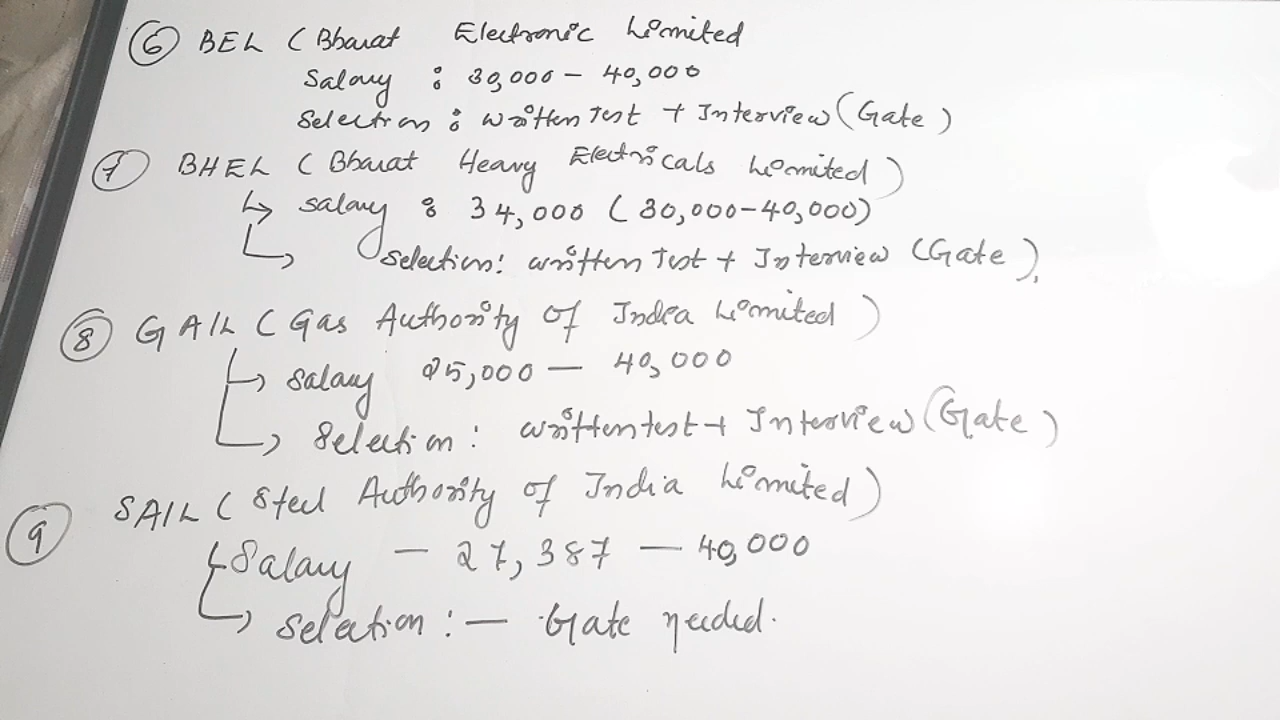 6 BEL ( Bharat Electronic Limited
Salary : 30,000 - 40,000
Selection : written Test + Interview (Gate)
7 BHEL ( Bharat Heavy Electricals Limited )
↳ salary : 34,000 ( 30,000-40,000)
↳ selection: written Test + Interview (Gate),
8 GAIL ( Gas Authority of India Limited )
↳ salary 25,000 — 40,000
↳ Selection : written test + Interview (Gate)
9 SAIL ( Steel Authority of India Limited )
Salary — 27,387 — 40,000
↳ selection :— Gate needed.